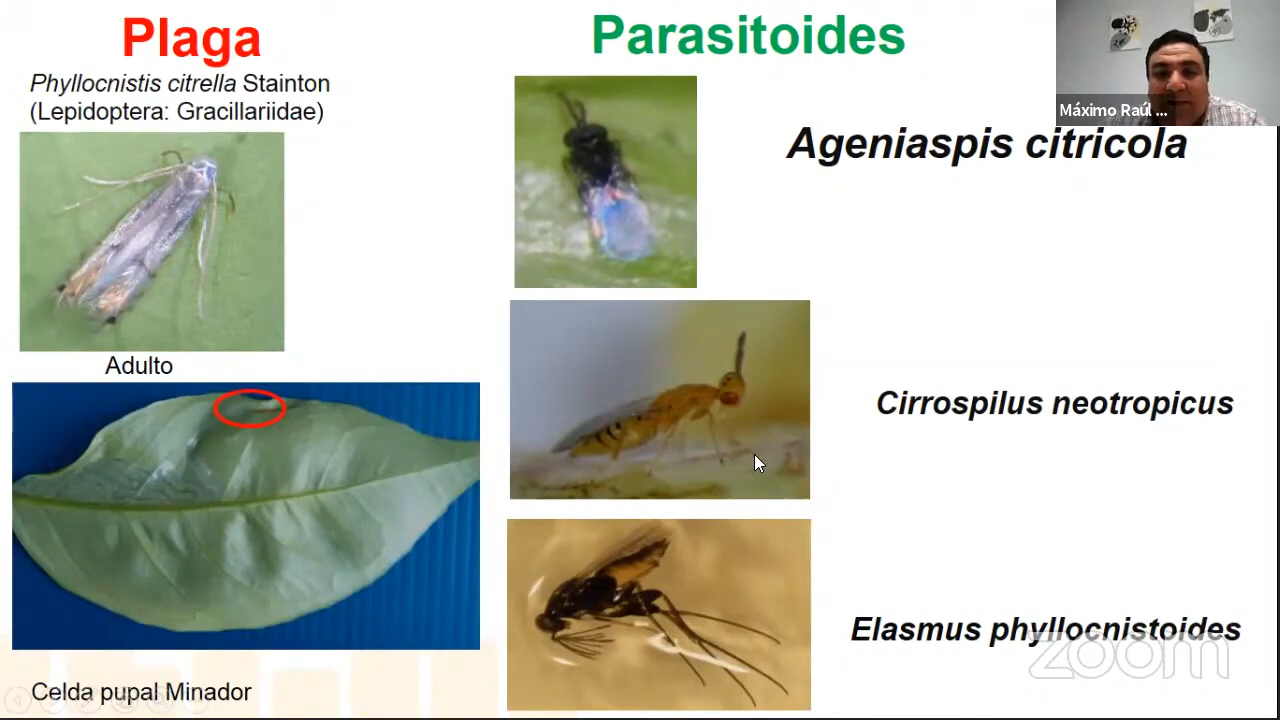 Plaga
Phyllocnistis citrella Stainton
(Lepidoptera: Gracillariidae)
Adulto
Celda pupal Minador
Parasitoides
Máximo Raúl ...
Ageniaspis citricola
Cirrospilus neotropicus
Elasmus phyllocnistoides
zoom